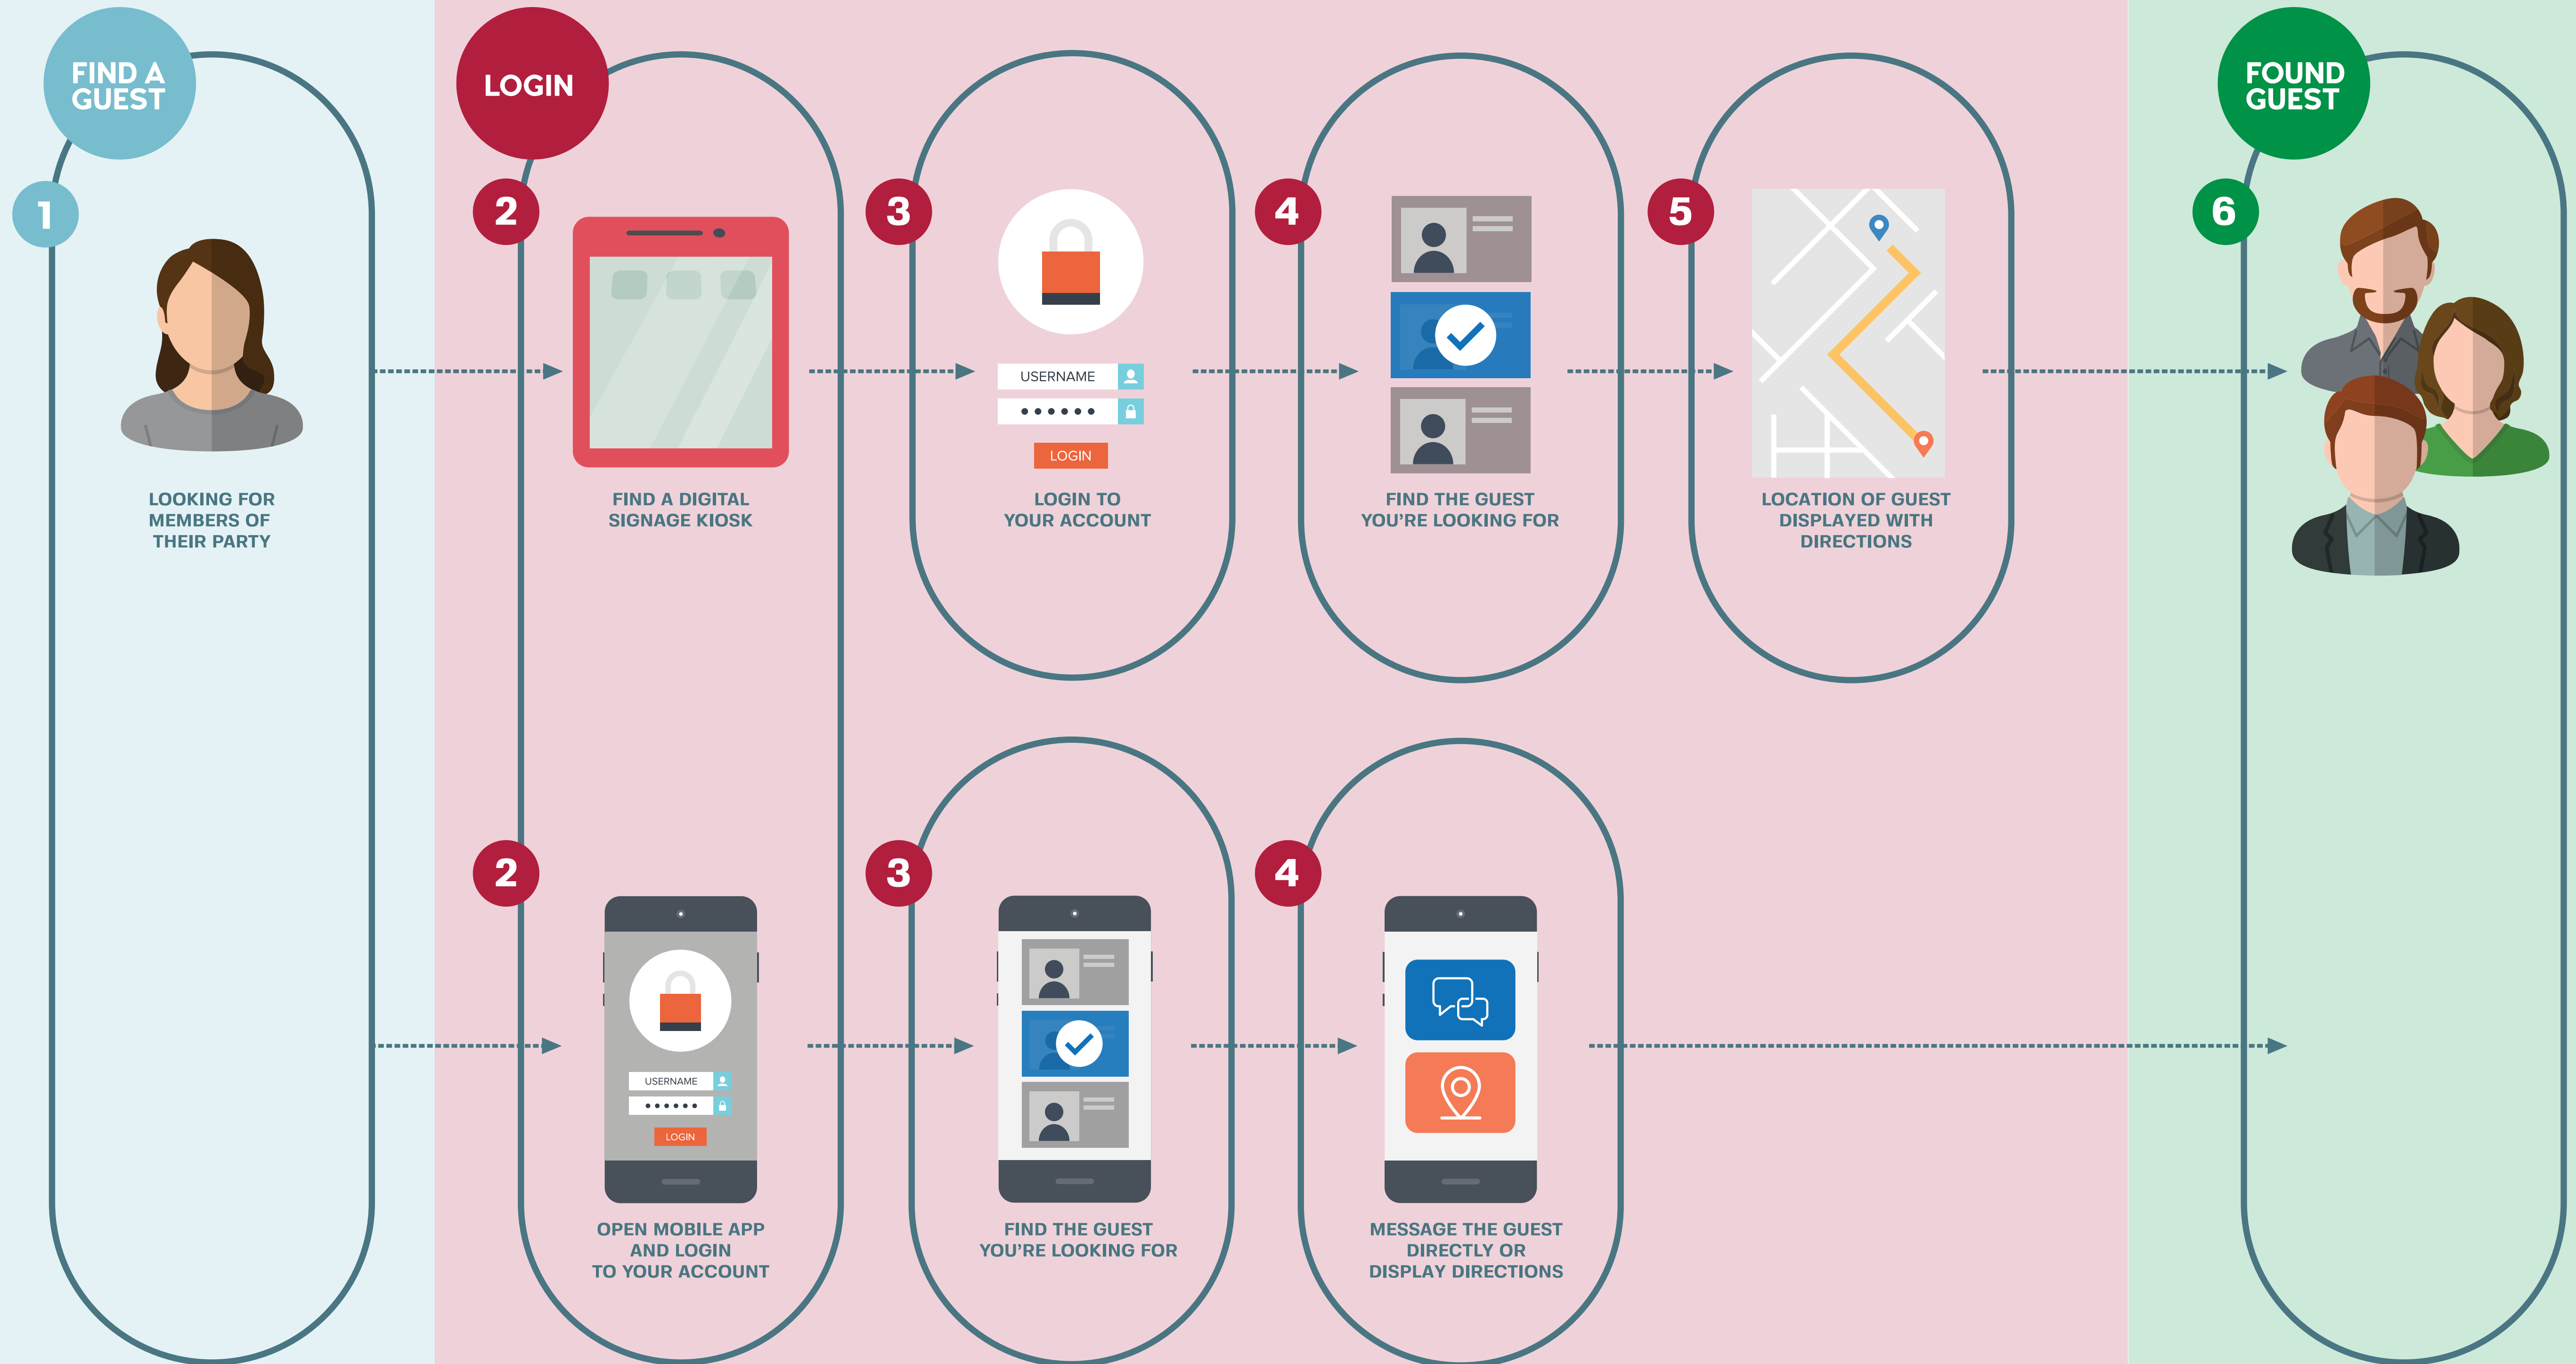 FIND A
GUEST
1
LOOKING FOR
MEMBERS OF
THEIR PARTY
LOGIN
2
FIND A DIGITAL
SIGNAGE KIOSK
3
USERNAME
LOGIN
LOGIN TO
YOUR ACCOUNT
4
FIND THE GUEST
YOU'RE LOOKING FOR
5
LOCATION OF GUEST
DISPLAYED WITH
DIRECTIONS
2
USERNAME
LOGIN
OPEN MOBILE APP
AND LOGIN
TO YOUR ACCOUNT
3
FIND THE GUEST
YOU'RE LOOKING FOR
4
MESSAGE THE GUEST
DIRECTLY OR
DISPLAY DIRECTIONS
FOUND
GUEST
6